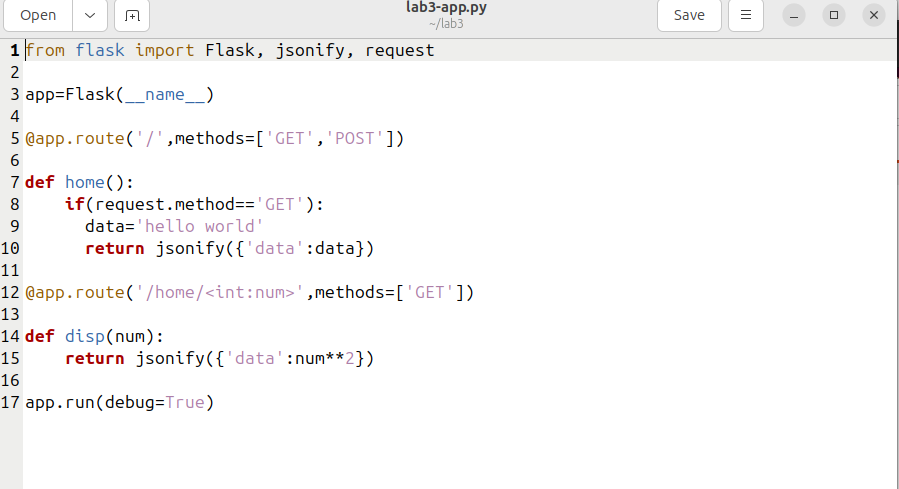 Open
lab3-app.py
~/lab3
Save
1 from flask import Flask, jsonify, request
2
3 app=Flask(__name__)
4
5 @app.route('/',methods=['GET','POST'])
6
7 def home():
8     if(request.method=='GET'):
9       data='hello world'
10       return jsonify({'data':data})
11
12 @app.route('/home/<int:num>',methods=['GET'])
13
14 def disp(num):
15     return jsonify({'data':num**2})
16
17 app.run(debug=True)